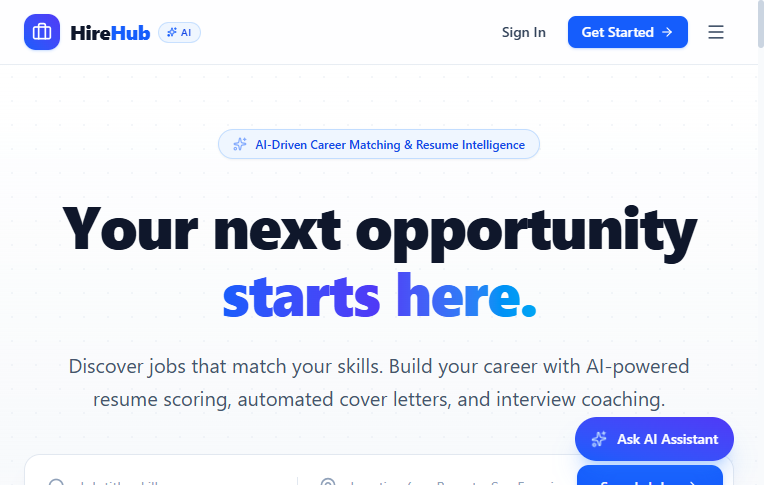 HireHub
AI
Sign In
Get Started
AI-Driven Career Matching & Resume Intelligence
Your next opportunity
starts here.
Discover jobs that match your skills. Build your career with AI-powered
resume scoring, automated cover letters, and interview coaching.
Ask AI Assistant